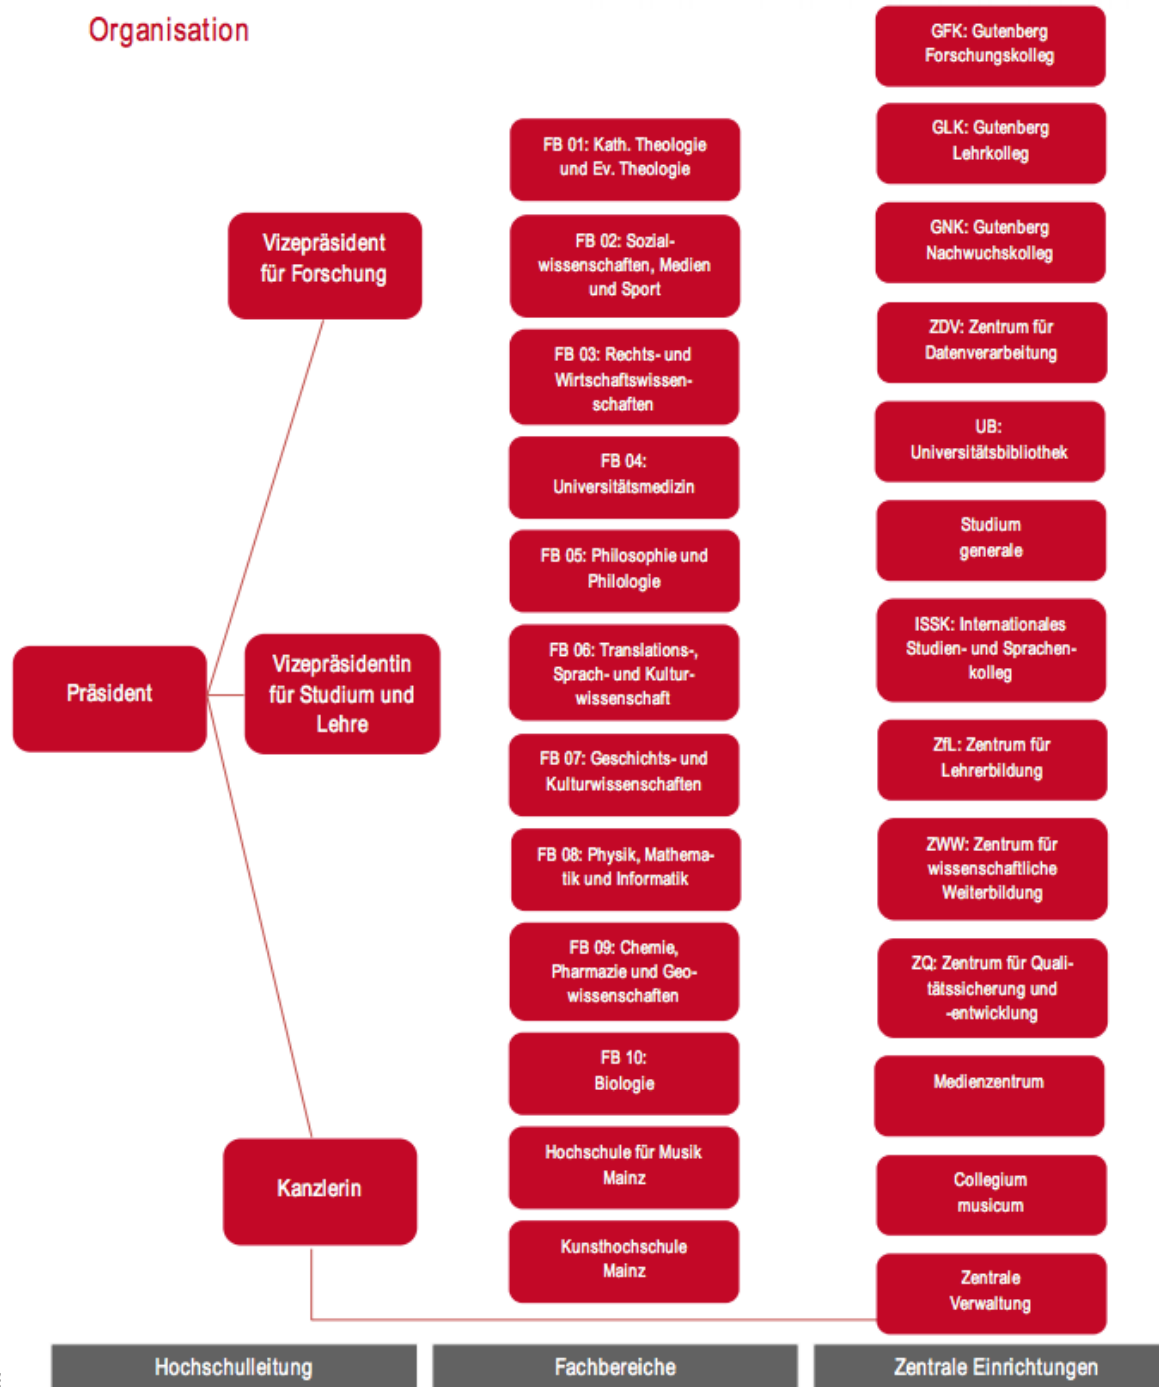 Organisation
Präsident
Vizepräsident
für Forschung
Vizepräsidentin
für Studium und
Lehre
Kanzlerin
FB 01: Kath. Theologie
und Ev. Theologie
FB 02: Sozial-
wissenschaften, Medien
und Sport
FB 03: Rechts- und
Wirtschaftswissen-
schaften
FB 04:
Universitätsmedizin
FB 05: Philosophie und
Philologie
FB 06: Translations-,
Sprach- und Kultur-
wissenschaft
FB 07: Geschichts- und
Kulturwissenschaften
FB 08: Physik, Mathema-
tik und Informatik
FB 09: Chemie,
Pharmazie und Geo-
wissenschaften
FB 10:
Biologie
Hochschule für Musik
Mainz
Kunsthochschule
Mainz
GFK: Gutenberg
Forschungskolleg
GLK: Gutenberg
Lehrkolleg
GNK: Gutenberg
Nachwuchskolleg
ZDV: Zentrum für
Datenverarbeitung
UB:
Universitätsbibliothek
Studium
generale
ISSK: Internationales
Studien- und Sprachen-
kolleg
ZfL: Zentrum für
Lehrerbildung
ZWW: Zentrum für
wissenschaftliche
Weiterbildung
ZQ: Zentrum für Quali-
tätssicherung und
-entwicklung
Medienzentrum
Collegium
musicum
Zentrale
Verwaltung
Hochschulleitung
Fachbereiche
Zentrale Einrichtungen